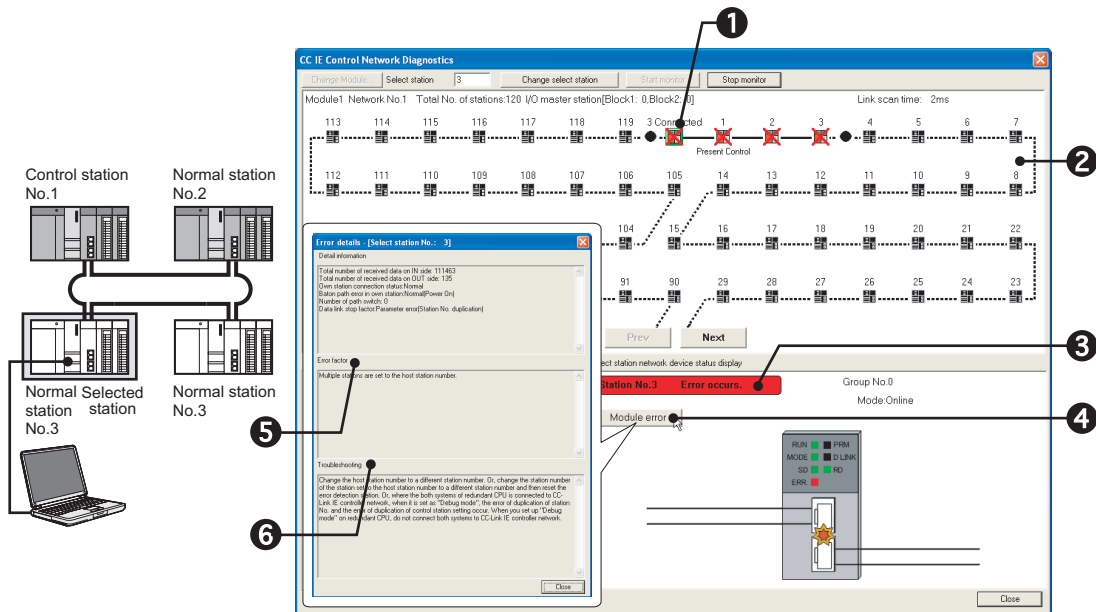 1
CC IE Control Network Diagnostics
Change Module... Select station 3 Change select station Start monitor Stop monitor
Module1 Network No.1 Total No. of stations:120 I/O master station[Block1: 0,Block2: 0] Link scan time: 2ms
113 114 115 116 117 118 119 3 Connected 1 2 3 4 5 6 7
Present Control
2
112 111 110 109 108 107 106 105 14 13 12 11 10 9 8
Control station No.1
Normal station No.2
104 15 16 17 18 19 20 21 22
91 90 29 28 27 26 25 24 23
Prev Next
3
ect station network device status display
Station No.3 Error occurs.
Group No.0
Mode:Online
4
Module error
RUN PRM
MODE D LINK
SD RD
ERR.
Close
Normal station No.3
Selected station
Normal station No.3
Error details - [Select station No.: 3]
Detail information
Total number of received data on IN side: 111463
Total number of received data on OUT side: 135
Own station connection status:Normal
Baton path error in own station:Normal(Power On)
Number of path switch: 0
Data link stop factor:Parameter error(Station No. duplication)
5
Error factor
Multiple stations are set to the host station number.
6
Troubleshooting
Change the host station number to a different station number. Or, change the station number
of the station set to the host station number to a different station number and then reset the
error detection station. Or, where the both systems of redundant CPU is connected to CC-
Link IE controller network, when it is set as "Debug mode", the error of duplication of station
No. and the error of duplication of control station setting occur. When you set up "Debug
mode" on redundant CPU, do not connect both systems to CC-Link IE controller network.
Close